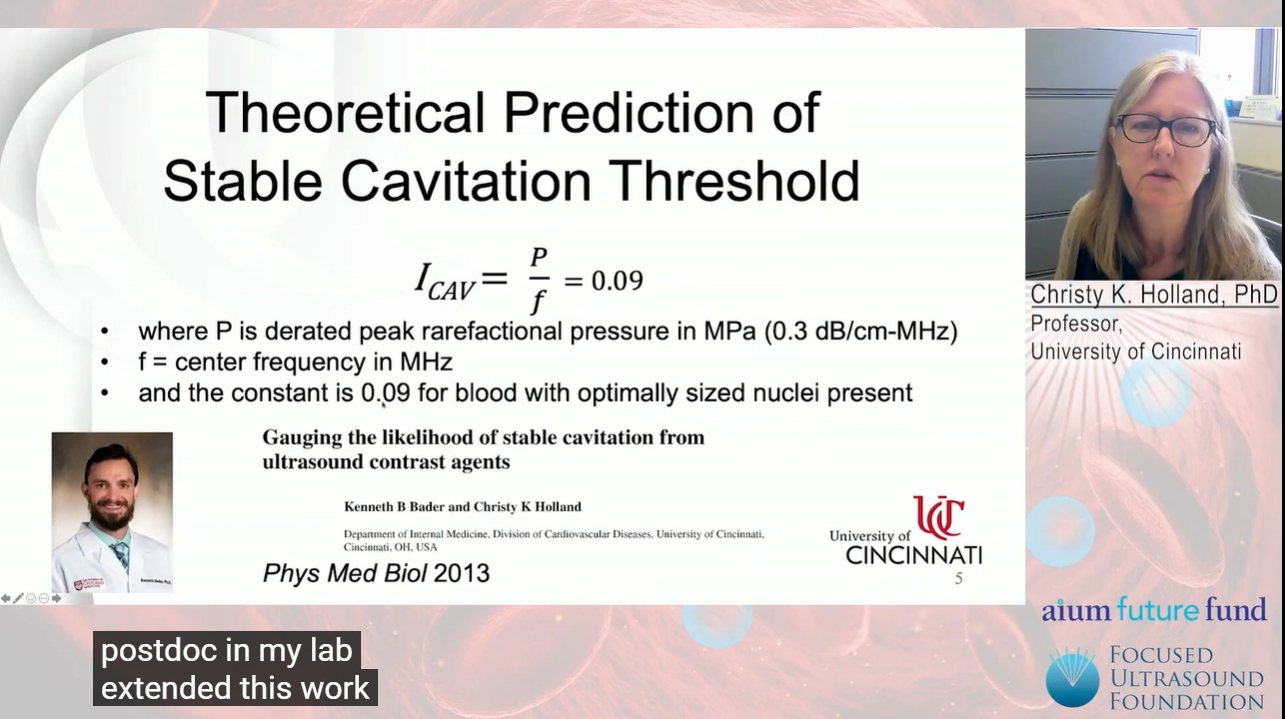 Theoretical Prediction of
Stable Cavitation Threshold
I_CAV = P/f = 0.09
• where P is derated peak rarefactional pressure in MPa (0.3 dB/cm-MHz)
• f = center frequency in MHz
• and the constant is 0.09 for blood with optimally sized nuclei present
Gauging the likelihood of stable cavitation from
ultrasound contrast agents
Kenneth B Bader and Christy K Holland
Department of Internal Medicine, Division of Cardiovascular Diseases, University of Cincinnati,
Cincinnati, OH, USA
Phys Med Biol 2013
UC
University of
CINCINNATI
5
Christy K. Holland, PhD
Professor,
University of Cincinnati
aium future fund
FOCUSED
ULTRASOUND
FOUNDATION
postdoc in my lab
extended this work